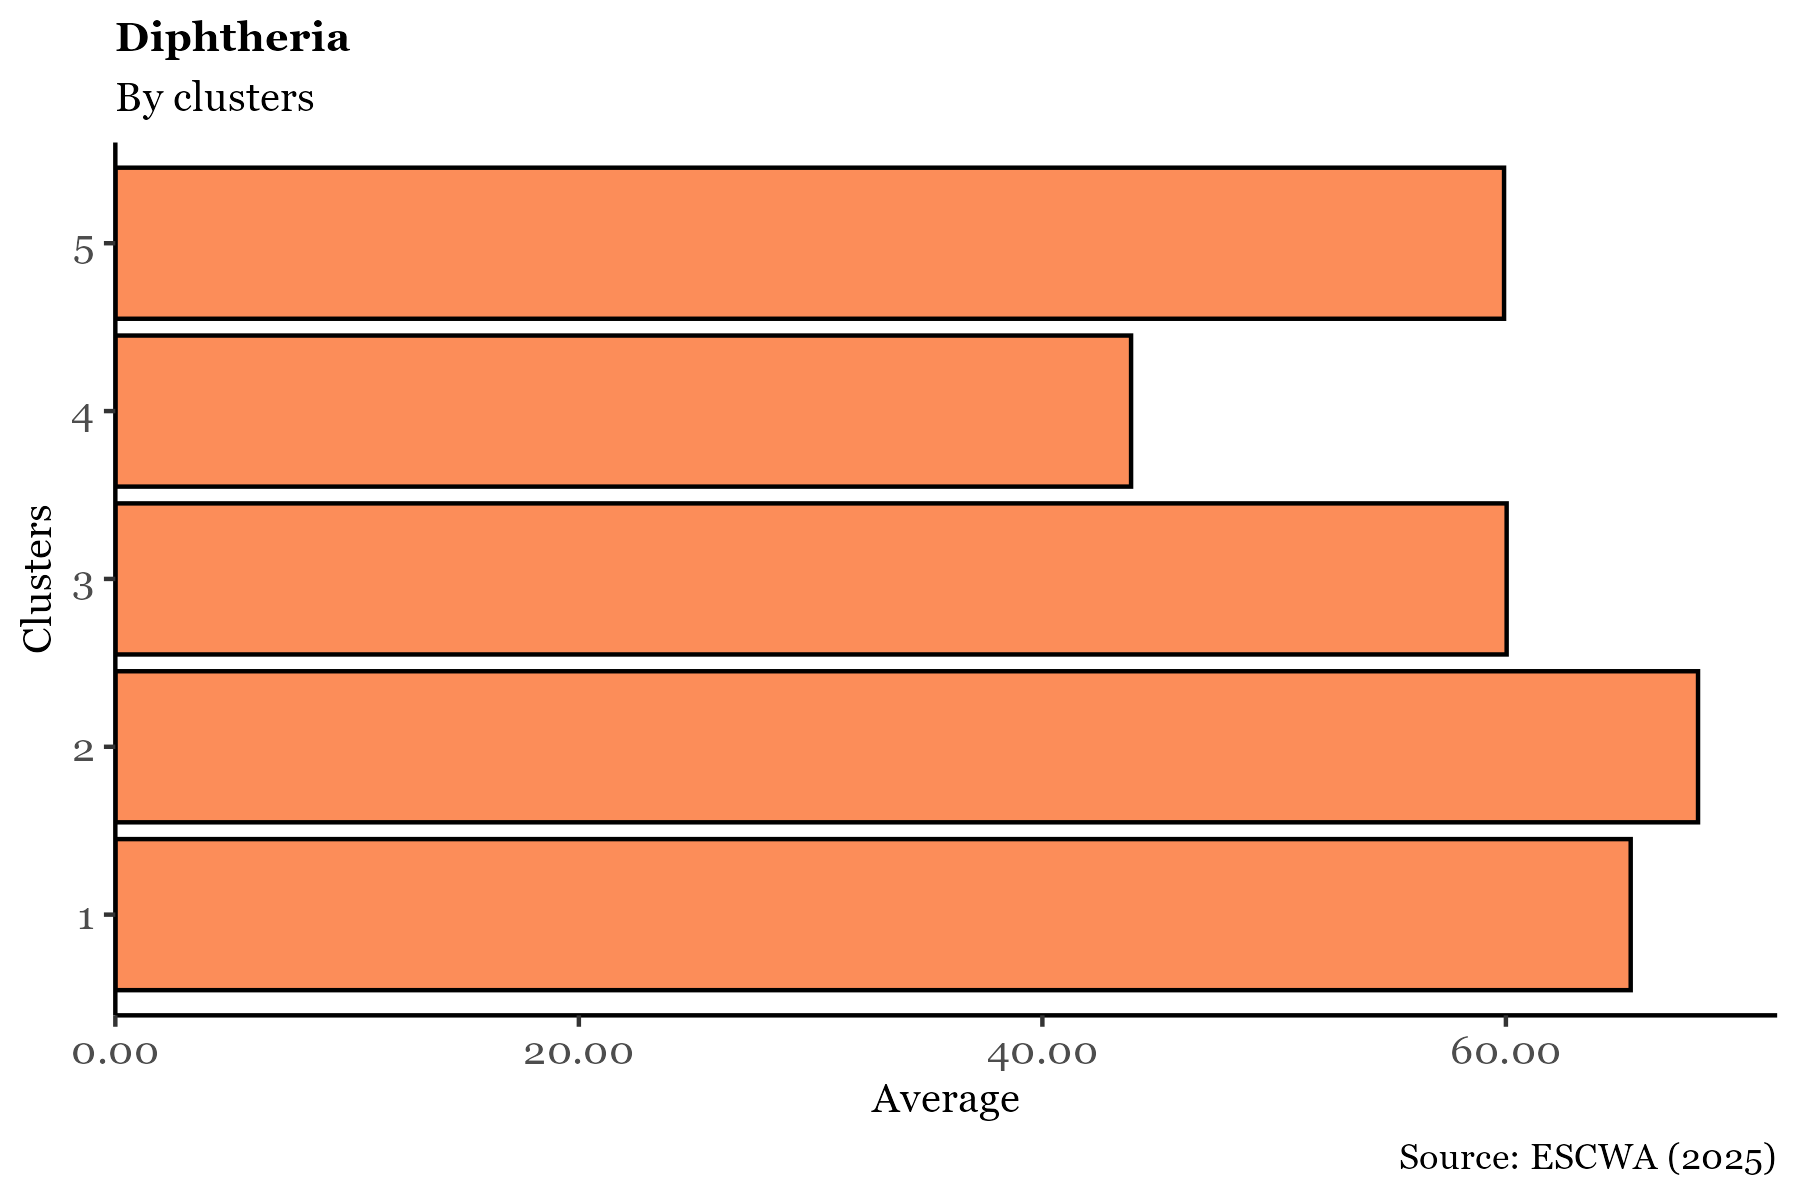 Diphtheria
By clusters
Clusters
5
4
3
2
1
0.00 20.00 40.00 60.00
Average
Source: ESCWA (2025)